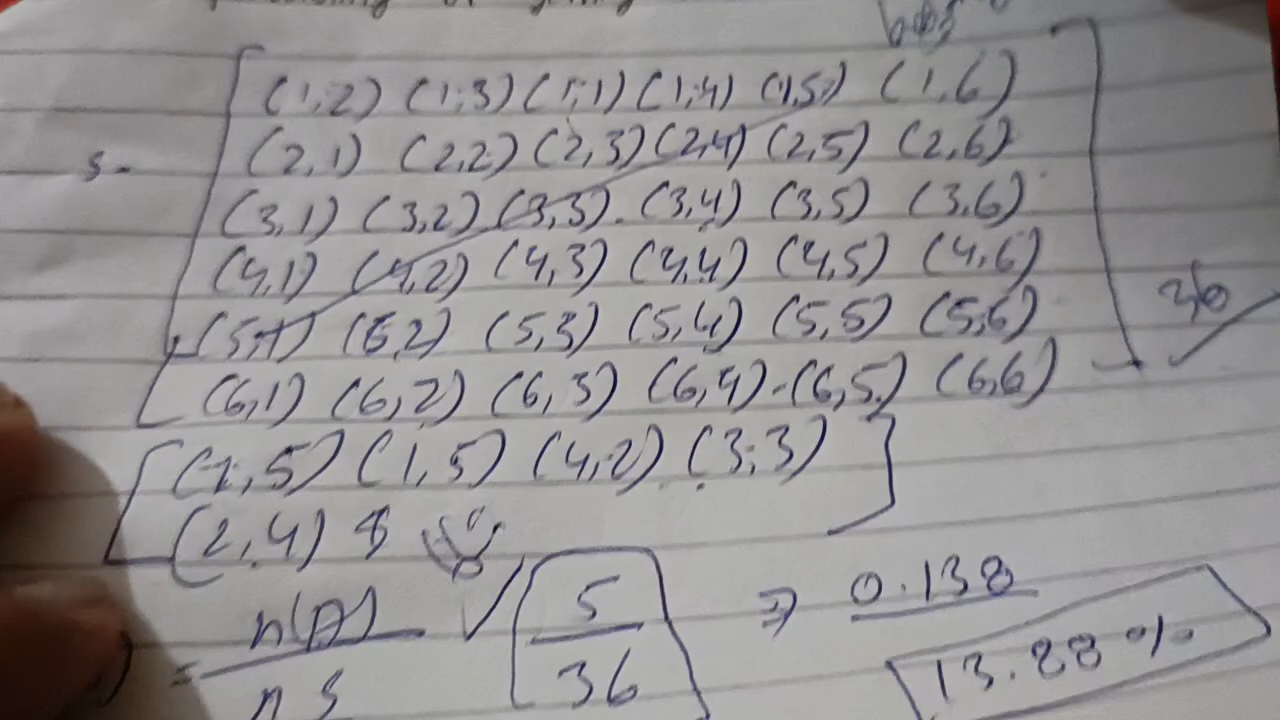 (1,2) (1,3) (1,1) (1,4) (1,5) (1,6)
S - (2,1) (2,2) (2,3) (2,4) (2,5) (2,6)
(3,1) (3,2) (3,3) (3,4) (3,5) (3,6)
(4,1) (4,2) (4,3) (4,4) (4,5) (4,6)
(5,1) (5,2) (5,3) (5,4) (5,5) (5,6) 36
(6,1) (6,2) (6,3) (6,4) (6,5) (6,6)
(1,5) (4,2) (3,3)
(2,4)
= n(A) / n S 5/36 => 0.138
13.88 %